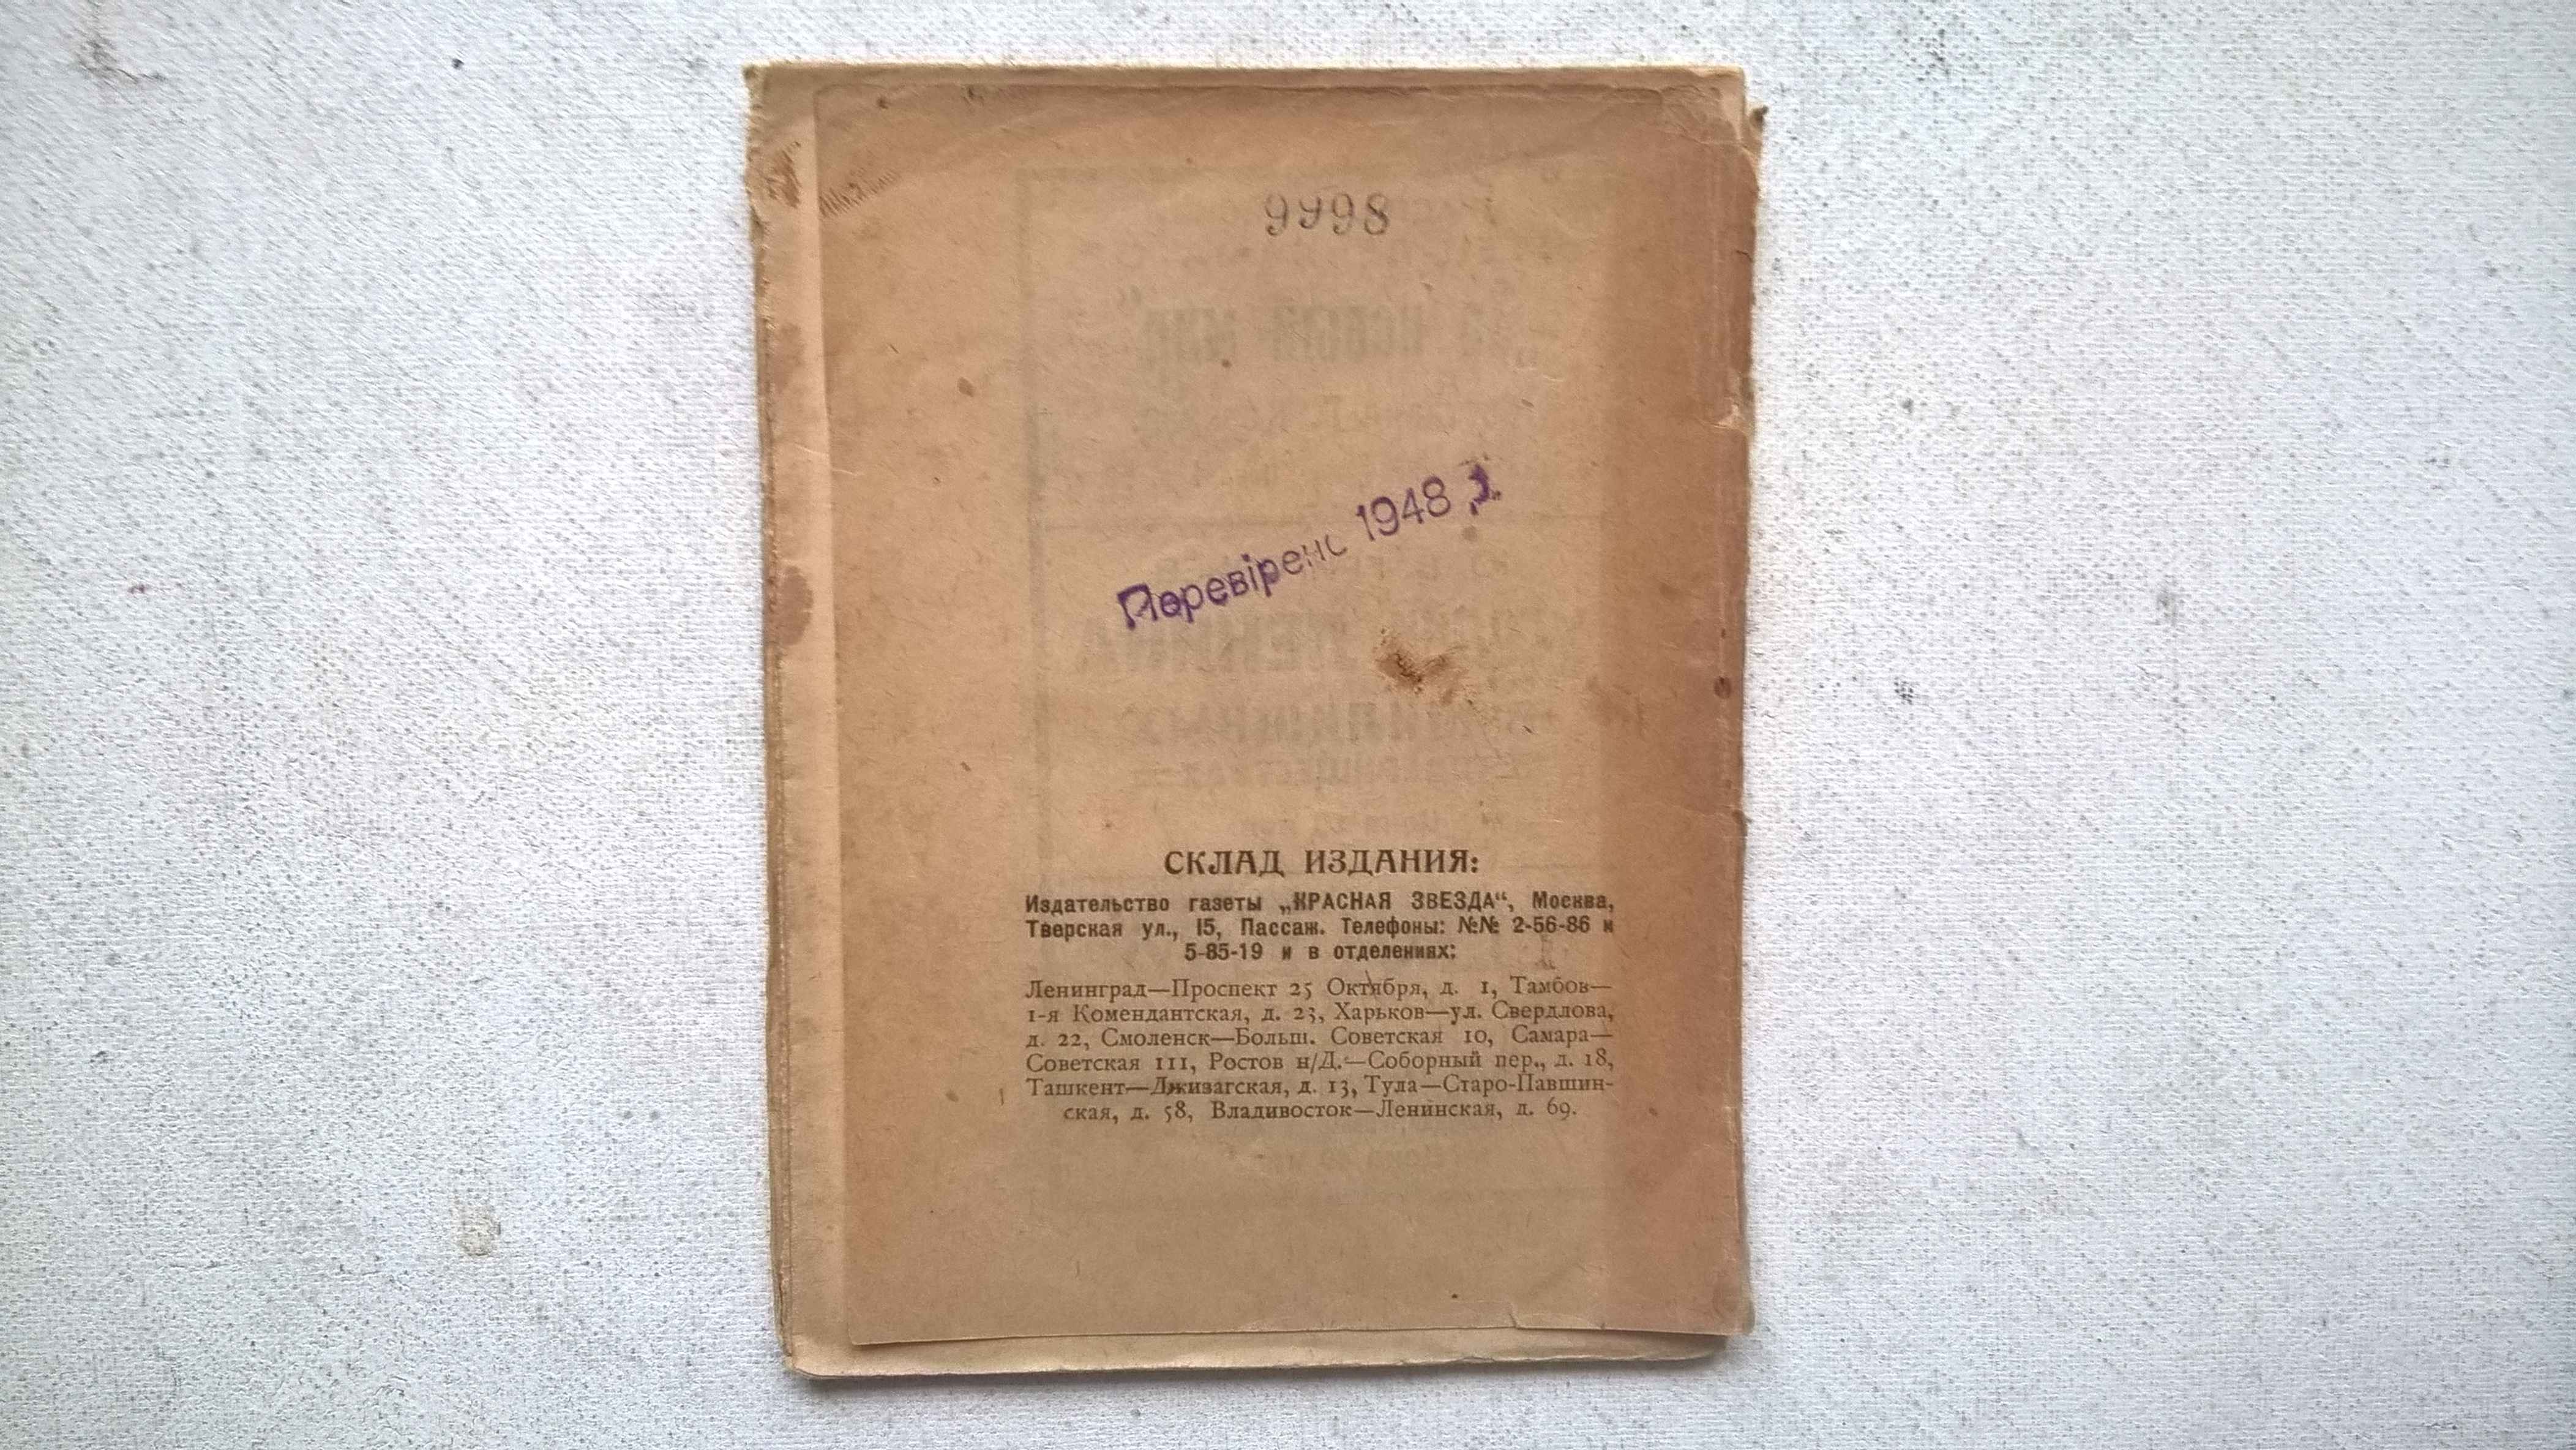 9998
Перевірено 1948
СКЛАД ИЗДАНИЯ:
Издательство газеты „КРАСНАЯ ЗВЕЗДА“, Москва,
Тверская ул., 15, Пассаж. Телефоны: №№ 2-56-86 и
5-85-19 и в отделениях:
Ленинград—Проспект 25 Октября, д. 1, Тамбов—
1-я Комендантская, д. 23, Харьков—ул. Свердлова,
д. 22, Смоленск—Больш. Советская 10, Самара—
Советская 111, Ростов н/Д.—Соборный пер., д. 18,
Ташкент—Джизагская, д. 13, Тула—Старо-Павшин-
ская, д. 58, Владивосток—Ленинская, д. 69.